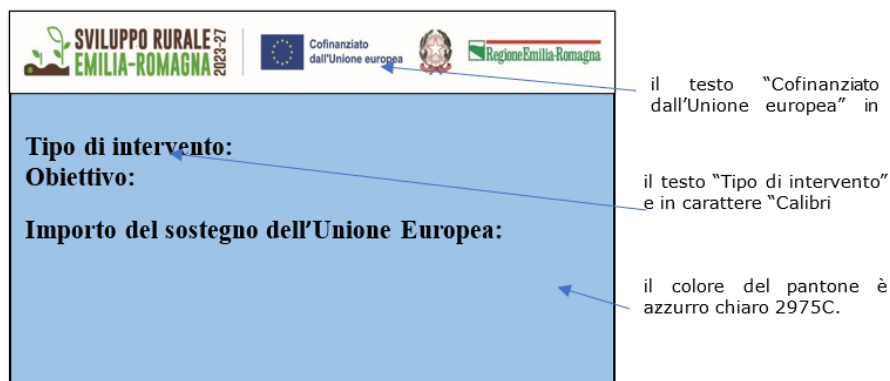 SVILUPPO RURALE
EMILIA-ROMAGNA
2023-27
Cofinanziato
dall'Unione europea
RegioneEmilia-Romagna
il testo “Cofinanziato
dall’Unione europea” in
Tipo di intervento:
Obiettivo:
il testo “Tipo di intervento”
e in carattere “Calibri
Importo del sostegno dell’Unione Europea:
il colore del pantone è
azzurro chiaro 2975C.